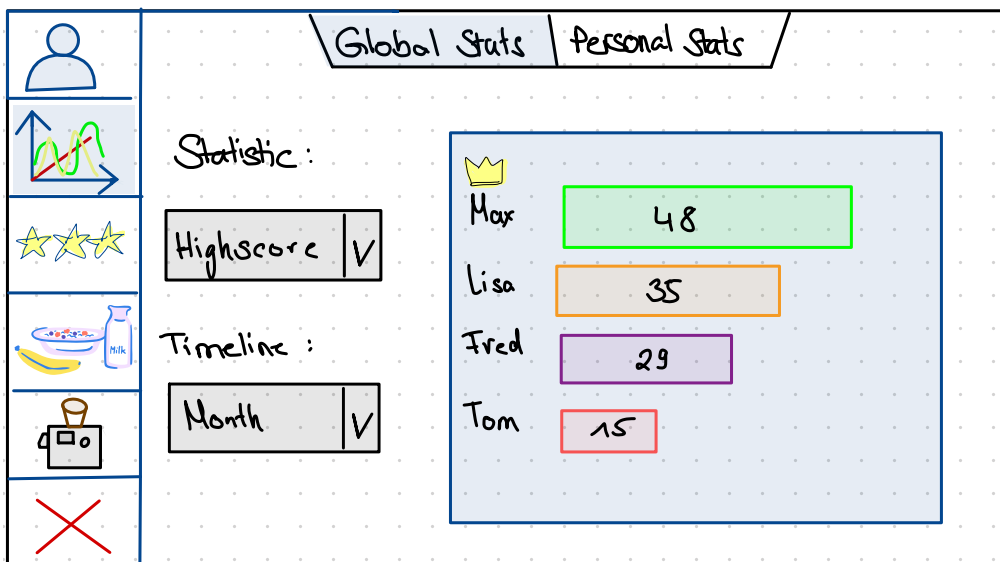 Global Stats
Personal Stats
Statistic:
Highscore V
Timeline:
Month V
Milk
Max 48
Lisa 35
Fred 29
Tom 15